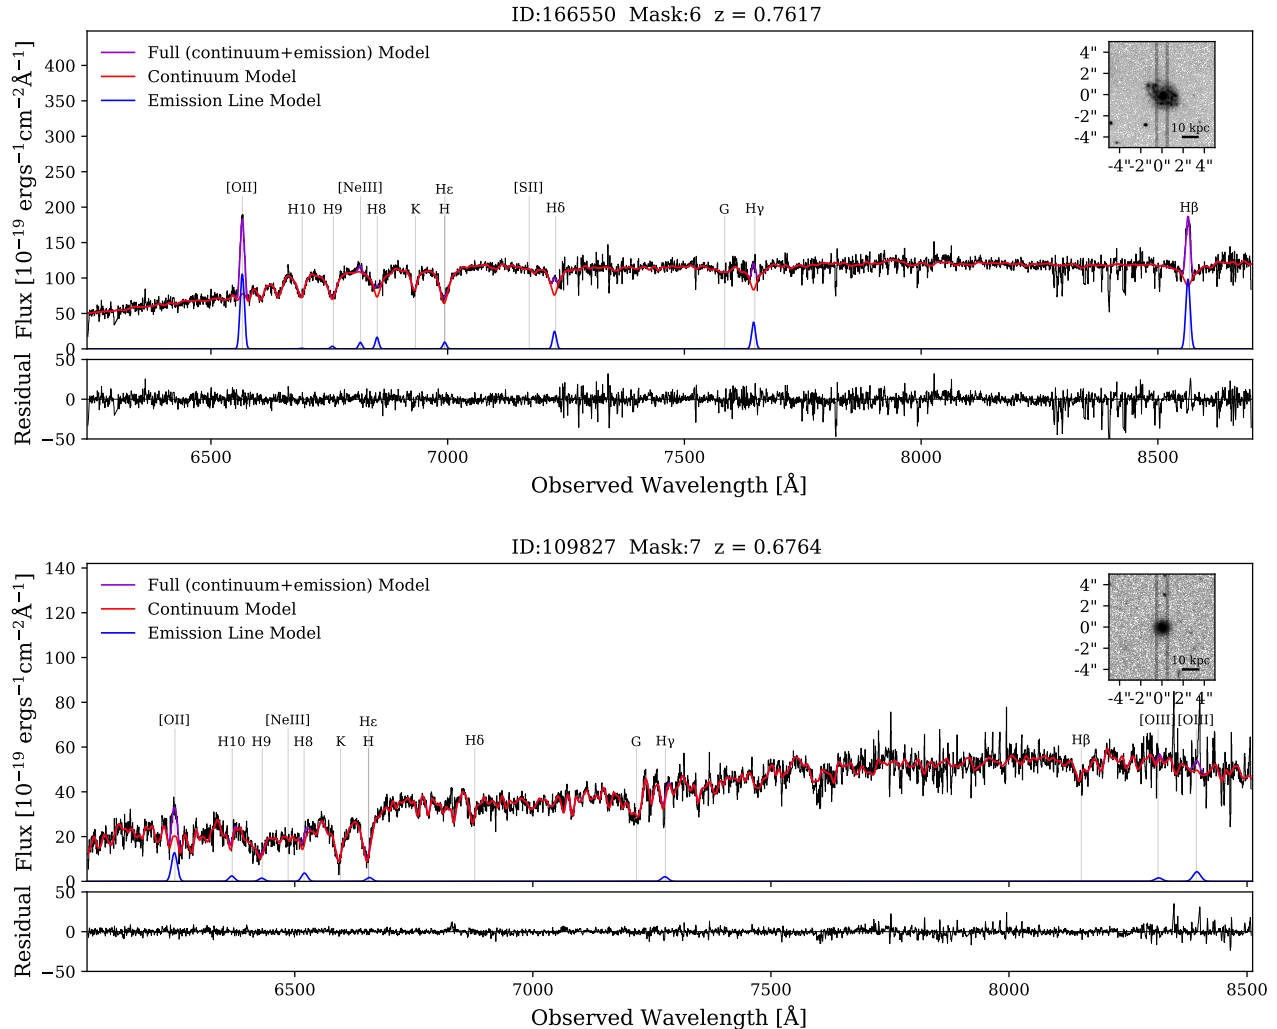 ID:166550  Mask:6  z = 0.7617
Full (continuum+emission) Model
Continuum Model
Emission Line Model
Flux [10⁻¹⁹ ergs⁻¹cm⁻²Å⁻¹]
400
350
300
250
200
150
100
50
0
4"
2"
0"
-2"
-4"
10 kpc
-4"-2" 0" 2" 4"
[OII] [NeIII] Hε [SII]
H10 H9 H8 K H Hδ G Hγ Hβ
Residual
50
0
−50
6500 7000 7500 8000 8500
Observed Wavelength [Å]
ID:109827  Mask:7  z = 0.6764
Full (continuum+emission) Model
Continuum Model
Emission Line Model
Flux [10⁻¹⁹ ergs⁻¹cm⁻²Å⁻¹]
140
120
100
80
60
40
20
0
4"
2"
0"
-2"
-4"
10 kpc
-4"-2" 0" 2" 4"
[OII] [NeIII] Hε [OIII] [OIII]
H10 H9 H8 K H Hδ G Hγ Hβ
Residual
50
0
−50
6500 7000 7500 8000 8500
Observed Wavelength [Å]